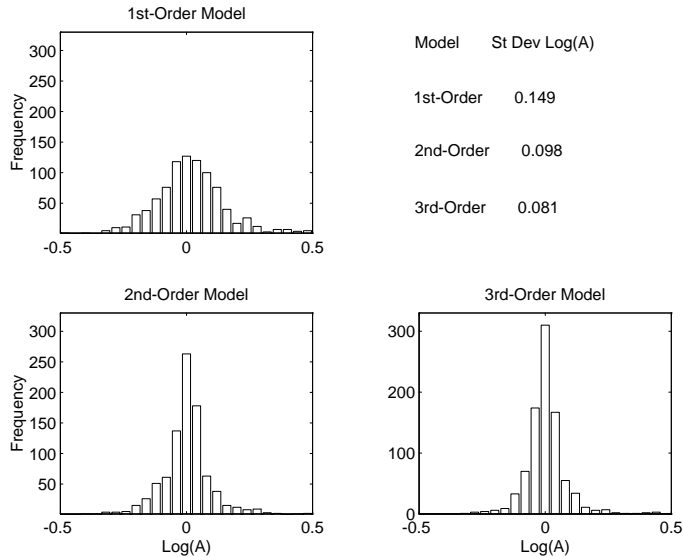 1st-Order Model
300
250
200
150
100
50
Frequency
-0.5 0 0.5
Model St Dev Log(A)
1st-Order 0.149
2nd-Order 0.098
3rd-Order 0.081
2nd-Order Model
300
250
200
150
100
50
Frequency
-0.5 0 0.5
Log(A)
3rd-Order Model
300
250
200
150
100
50
0
-0.5 0 0.5
Log(A)